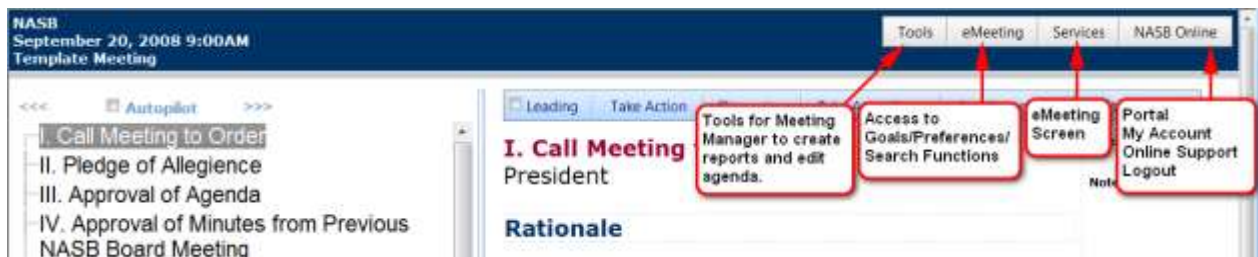 NASB
September 20, 2008 9:00AM
Template Meeting
Tools eMeeting Services NASB Online
<<< Autopilot >>>
Leading Take Action
I. Call Meeting to Order
II. Pledge of Allegience
III. Approval of Agenda
IV. Approval of Minutes from Previous
NASB Board Meeting
I. Call Meeting
President
Rationale
Tools for Meeting
Manager to create
reports and edit
agenda.
Access to
Goals/Preferences/
Search Functions
eMeeting
Screen
Portal
My Account
Online Support
Logout
Note